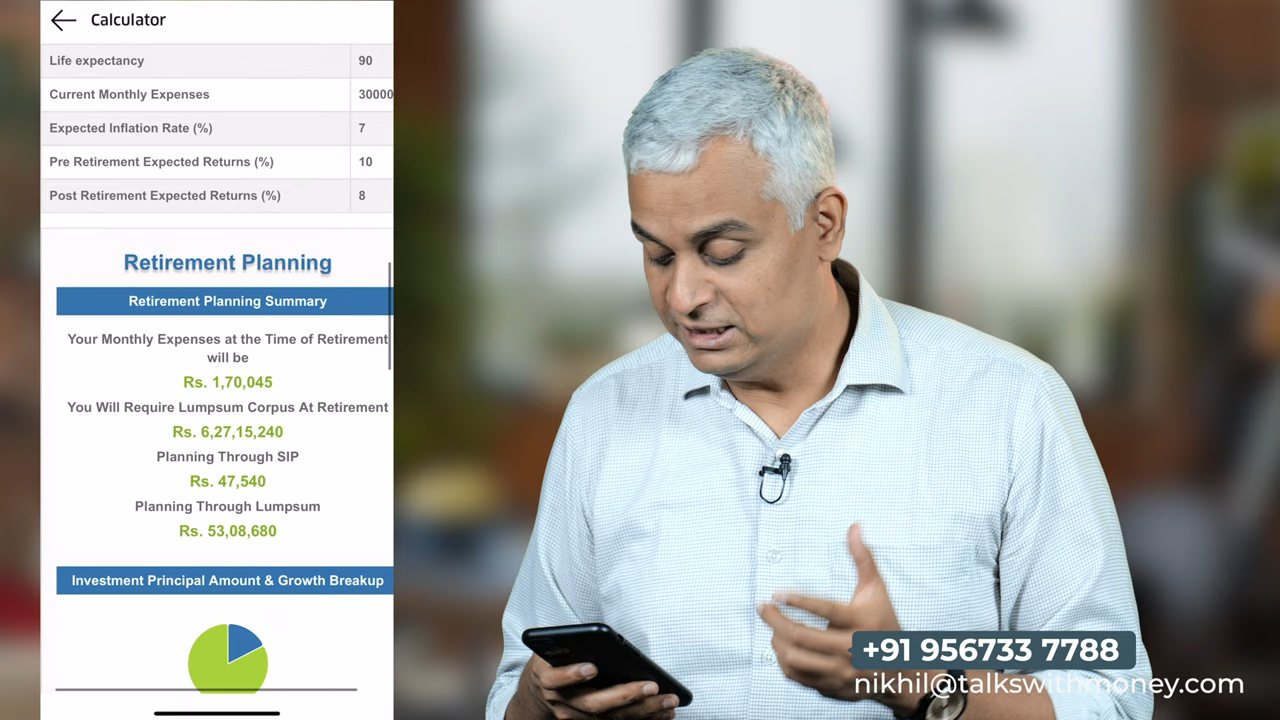 Calculator
Life expectancy 90
Current Monthly Expenses 30000
Expected Inflation Rate (%) 7
Pre Retirement Expected Returns (%) 10
Post Retirement Expected Returns (%) 8
Retirement Planning
Retirement Planning Summary
Your Monthly Expenses at the Time of Retirement
will be
Rs. 1,70,045
You Will Require Lumpsum Corpus At Retirement
Rs. 6,27,15,240
Planning Through SIP
Rs. 47,540
Planning Through Lumpsum
Rs. 53,08,680
Investment Principal Amount & Growth Breakup
+91 956733 7788
nikhil@talkswithmoney.com